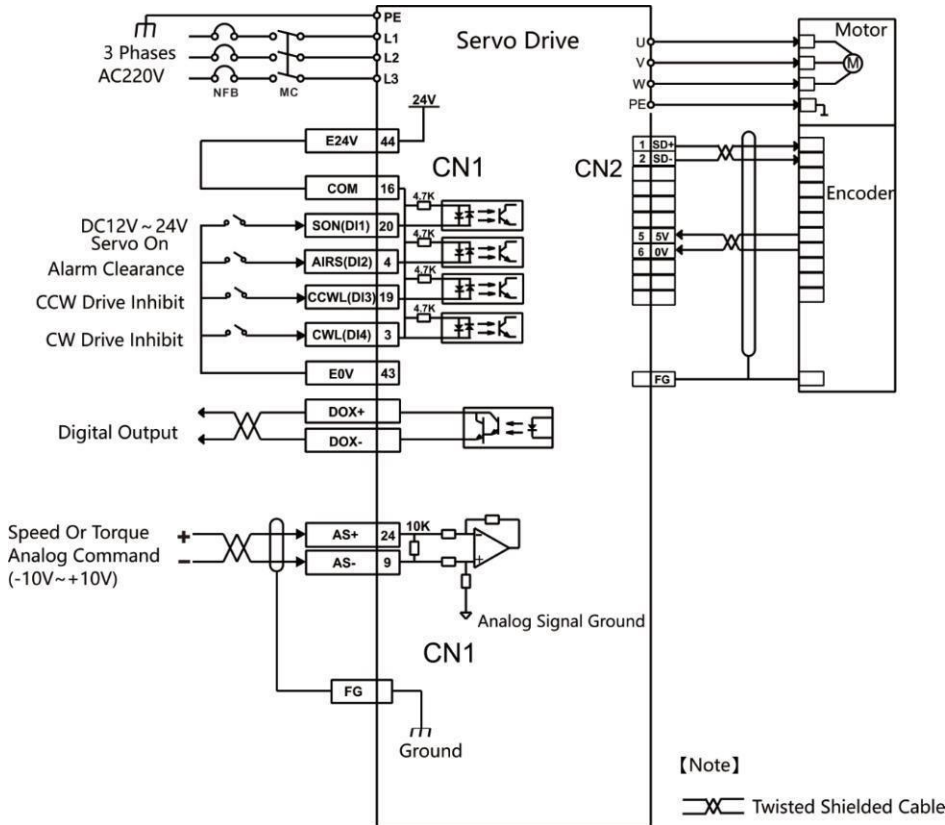 PE
L1
3 Phases
L2
AC220V
L3
NFB
MC
Servo Drive
U
V
W
PE
Motor
M
24V
E24V 44
CN1
COM 16
4.7K
DC12V~24V
SON(DI1) 20
Servo On
4.7K
Alarm Clearance
AIRS(DI2) 4
4.7K
CCW Drive Inhibit
CCWL(DI3) 19
4.7K
CW Drive Inhibit
CWL(DI4) 3
E0V 43
CN2
1 SD+
2 SD-
5 5V
6 0V
FG
Encoder
Digital Output
DOX+
DOX-
Speed Or Torque
Analog Command
(-10V~+10V)
+
−
AS+ 24
10K
AS- 9
−
+
Analog Signal Ground
CN1
FG
Ground
【Note】
Twisted Shielded Cable